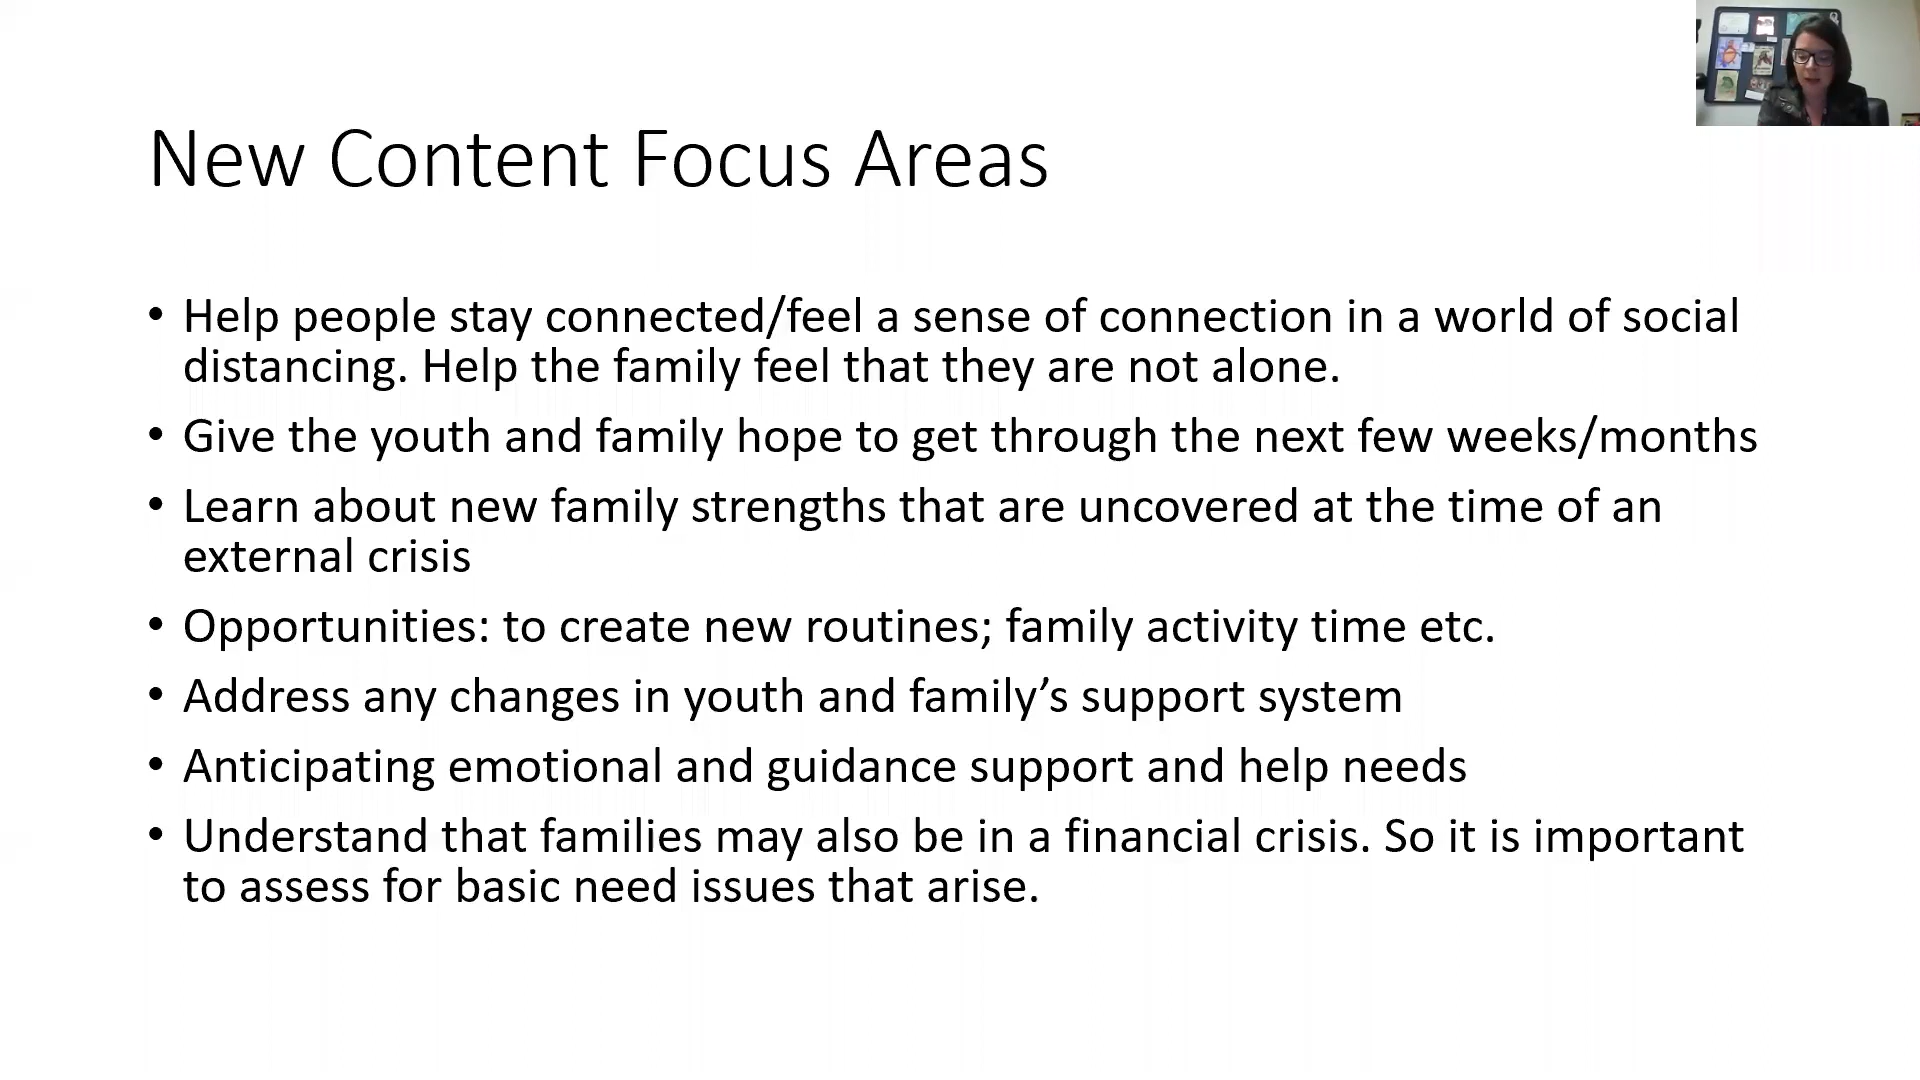 New Content Focus Areas
• Help people stay connected/feel a sense of connection in a world of social
distancing. Help the family feel that they are not alone.
• Give the youth and family hope to get through the next few weeks/months
• Learn about new family strengths that are uncovered at the time of an
external crisis
• Opportunities: to create new routines; family activity time etc.
• Address any changes in youth and family’s support system
• Anticipating emotional and guidance support and help needs
• Understand that families may also be in a financial crisis. So it is important
to assess for basic need issues that arise.